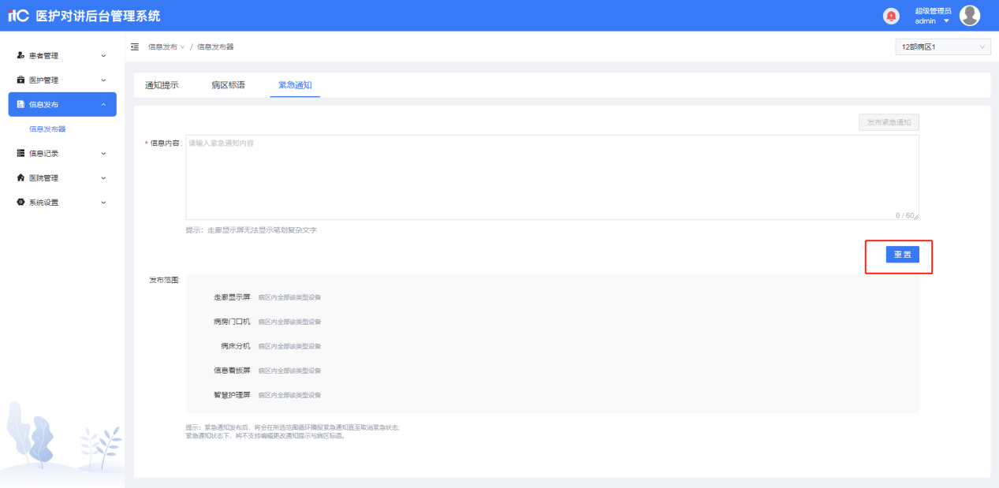 itC 医护对讲后台管理系统
超级管理员
admin
患者管理
医护管理
信息发布
信息发布器
信息记录
医院管理
系统设置
信息发布 / 信息发布器
12部病区1
通知提示 病区标语 紧急通知
发布紧急通知
* 信息内容: 请输入紧急通知内容
0 / 60
提示：走廊显示屏无法显示笔划复杂文字
重 置
发布范围:
走廊显示屏 病区内全部该类型设备
病房门口机 病区内全部该类型设备
病床分机 病区内全部该类型设备
信息看板屏 病区内全部该类型设备
智慧护理屏 病区内全部该类型设备
提示：紧急通知发布后，将会在所选范围循环播报紧急通知直至取消紧急状态;
紧急通知状态下，将不支持编辑更改通知提示与病区标语。